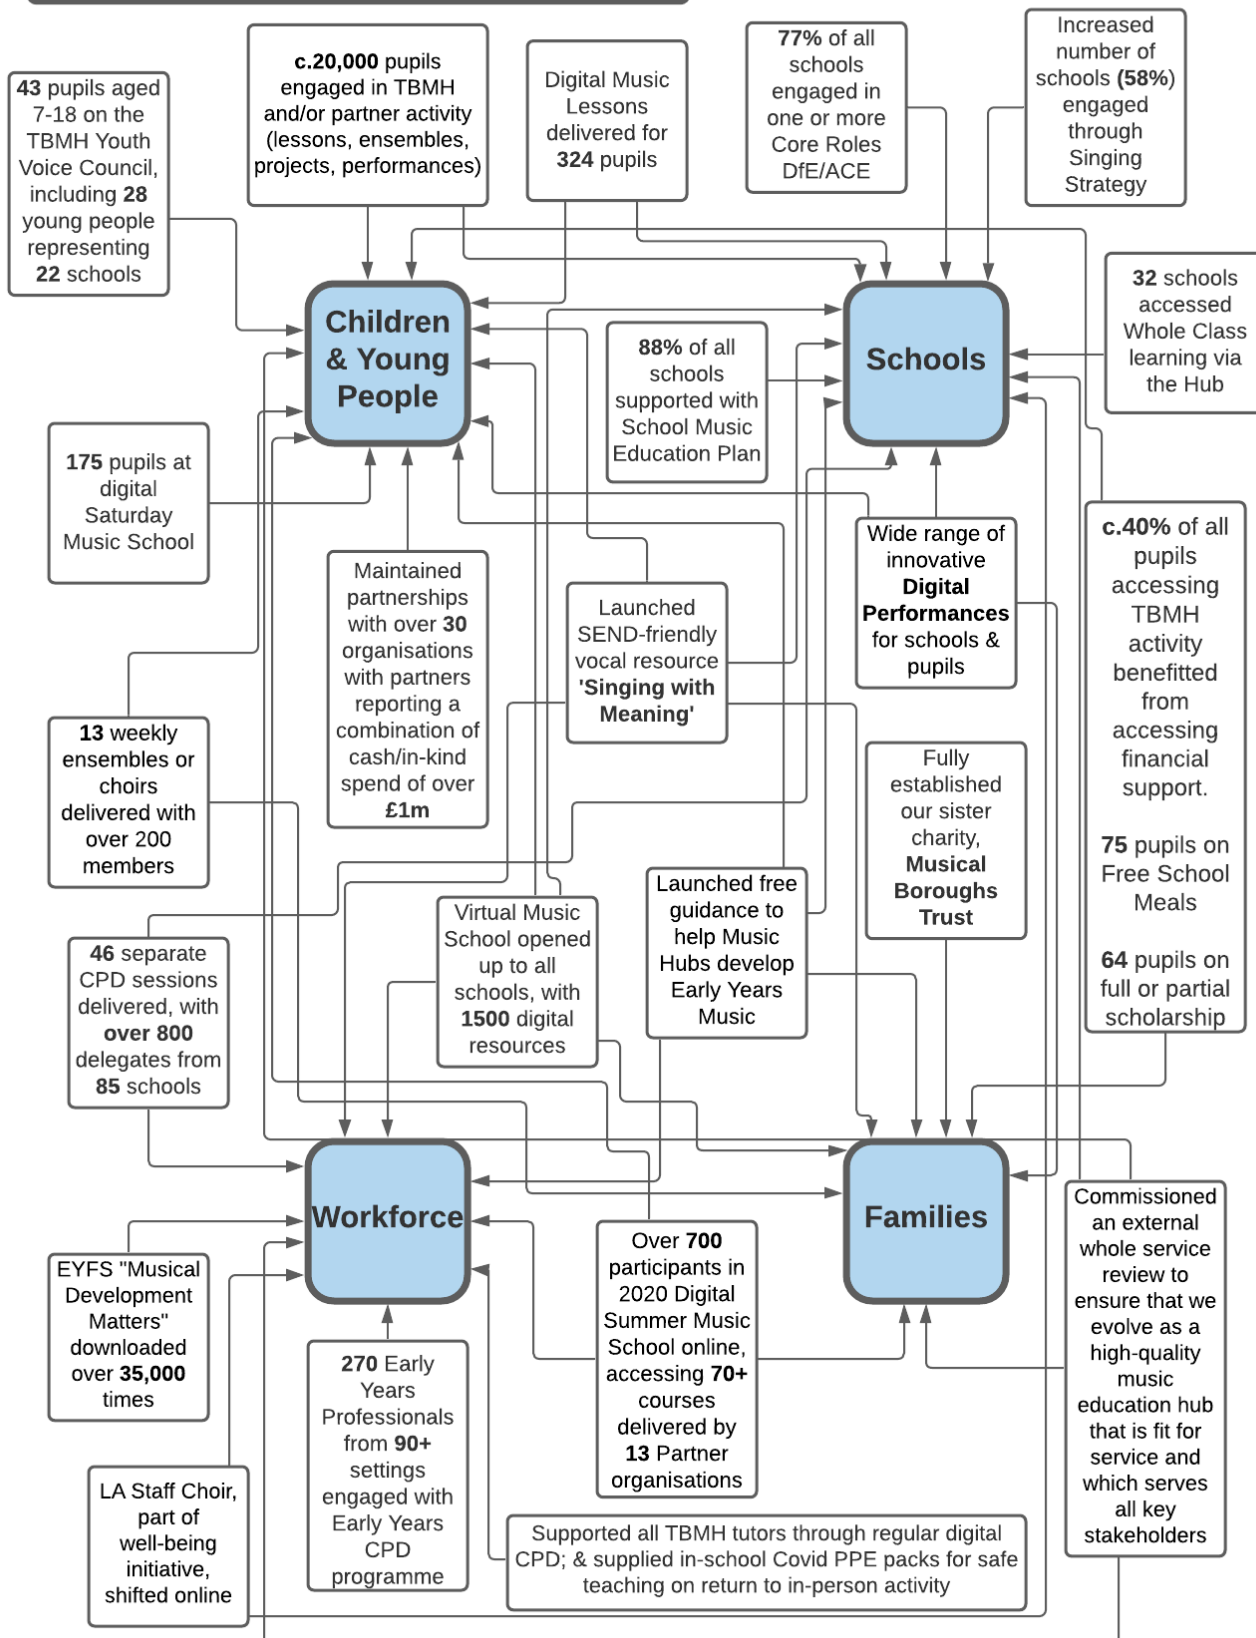 43 pupils aged
7-18 on the
TBMH Youth
Voice Council,
including 28
young people
representing
22 schools
c.20,000 pupils
engaged in TBMH
and/or partner activity
(lessons, ensembles,
projects, performances)
Digital Music
Lessons
delivered for
324 pupils
77% of all
schools
engaged in
one or more
Core Roles
DfE/ACE
Increased
number of
schools (58%)
engaged
through
Singing
Strategy
Children
& Young
People
88% of all
schools
supported with
School Music
Education Plan
Schools
32 schools
accessed
Whole Class
learning via
the Hub
175 pupils at
digital
Saturday
Music School
Maintained
partnerships
with over 30
organisations
with partners
reporting a
combination of
cash/in-kind
spend of over
£1m
Launched
SEND-friendly
vocal resource
'Singing with
Meaning'
Wide range of
innovative
Digital
Performances
for schools &
pupils
c.40% of all
pupils
accessing
TBMH
activity
benefitted
from
accessing
financial
support.
75 pupils on
Free School
Meals
64 pupils on
full or partial
scholarship
13 weekly
ensembles or
choirs
delivered with
over 200
members
Fully
established
our sister
charity,
Musical
Boroughs
Trust
46 separate
CPD sessions
delivered, with
over 800
delegates from
85 schools
Virtual Music
School opened
up to all
schools, with
1500 digital
resources
Launched free
guidance to
help Music
Hubs develop
Early Years
Music
Workforce
Families
EYFS "Musical
Development
Matters"
downloaded
over 35,000
times
270 Early
Years
Professionals
from 90+
settings
engaged with
Early Years
CPD
programme
Over 700
participants in
2020 Digital
Summer Music
School online,
accessing 70+
courses
delivered by
13 Partner
organisations
Commissioned
an external
whole service
review to
ensure that we
evolve as a
high-quality
music
education hub
that is fit for
service and
which serves
all key
stakeholders
LA Staff Choir,
part of
well-being
initiative,
shifted online
Supported all TBMH tutors through regular digital
CPD; & supplied in-school Covid PPE packs for safe
teaching on return to in-person activity